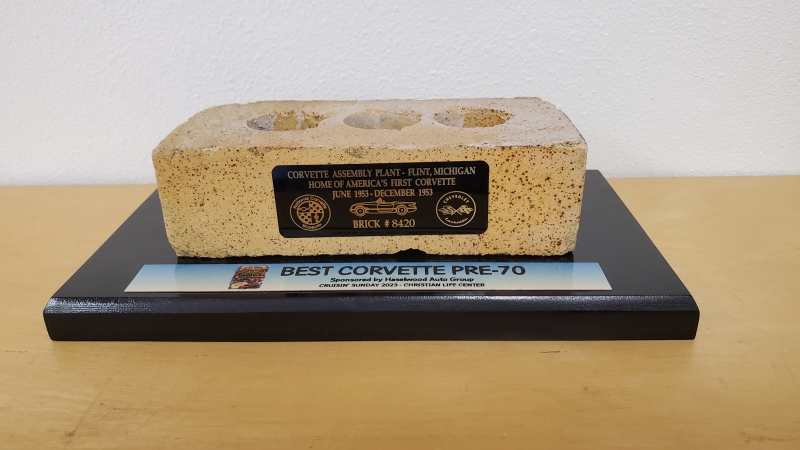 CORVETTE ASSEMBLY PLANT - FLINT, MICHIGAN
HOME OF AMERICA'S FIRST CORVETTE
JUNE 1953 - DECEMBER 1953
CHEVROLET
BRICK # 8420
BEST CORVETTE PRE-70
Sponsored by Haselwood Auto Group
CRUISIN' SUNDAY 2023 - CHRISTIAN LIFE CENTER